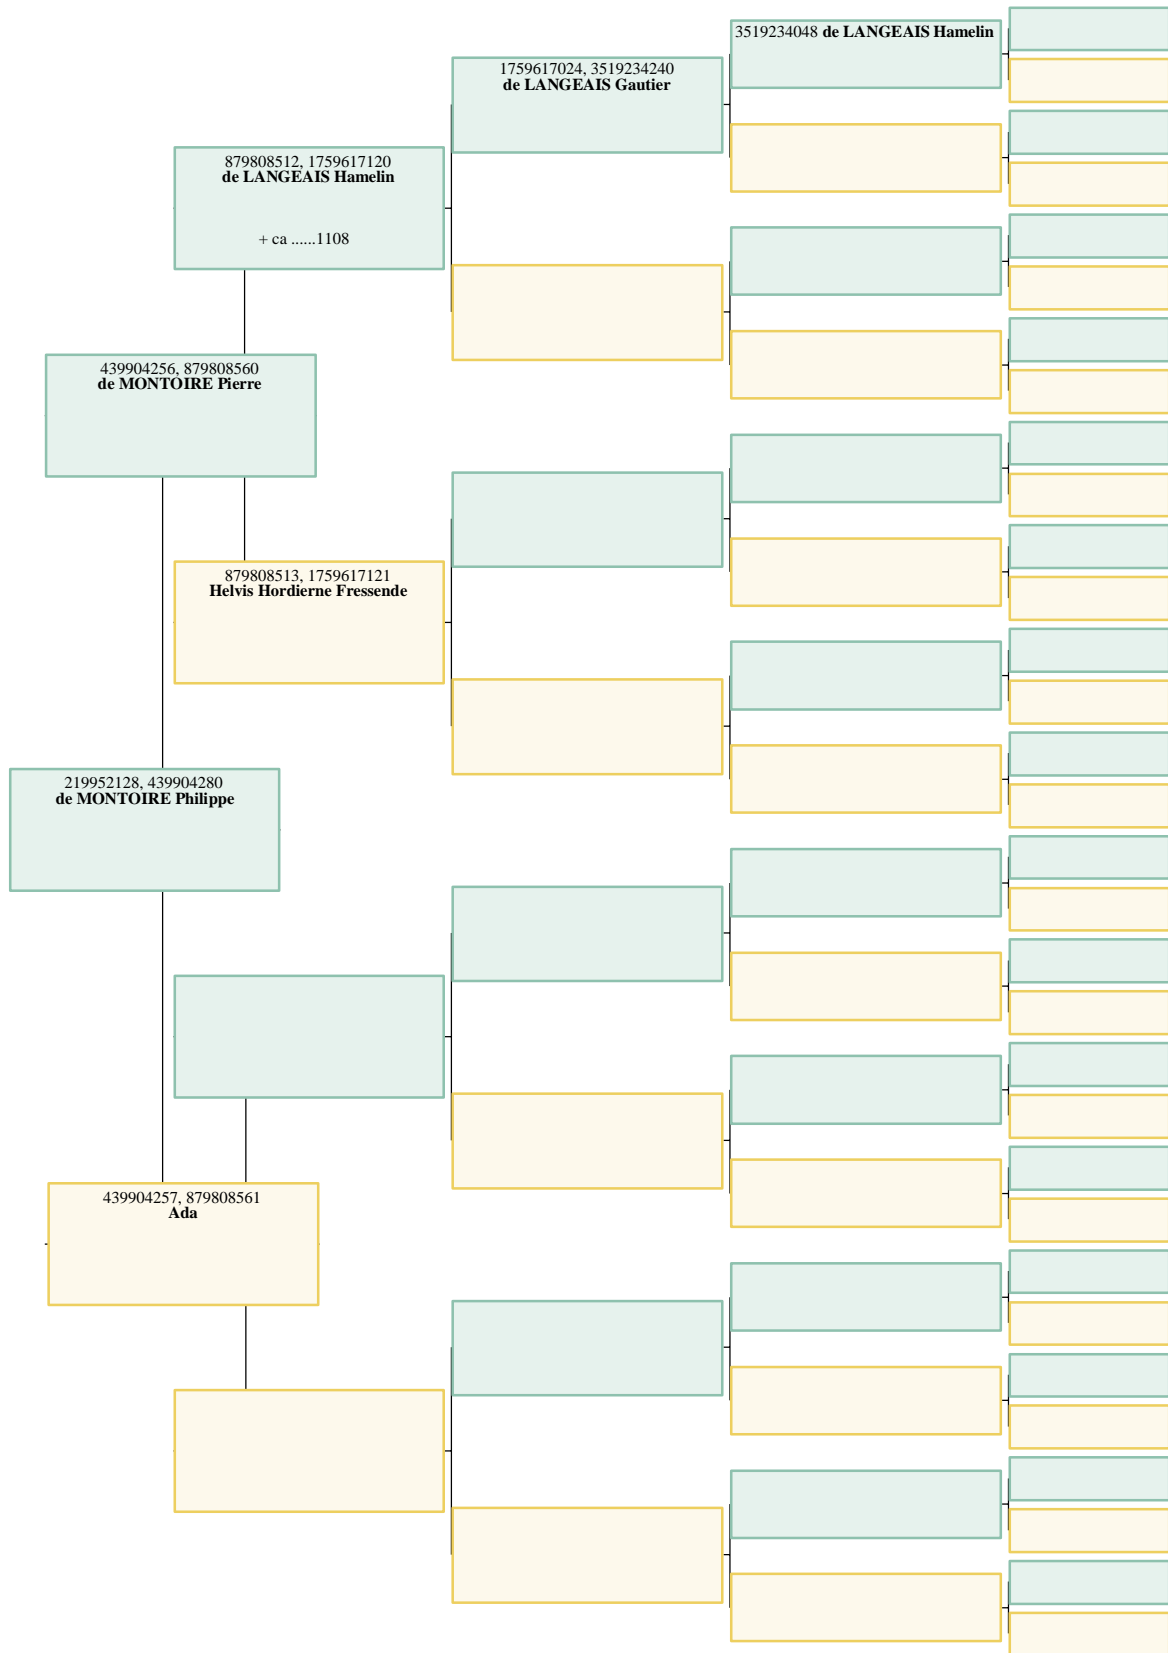 3519234048 de LANGEAIS Hamelin
1759617024, 3519234240
de LANGEAIS Gautier
879808512, 1759617120
de LANGEAIS Hamelin
+ ca ......1108
439904256, 879808560
de MONTOIRE Pierre
879808513, 1759617121
Helvis Hordierne Fressende
219952128, 439904280
de MONTOIRE Philippe
439904257, 879808561
Ada